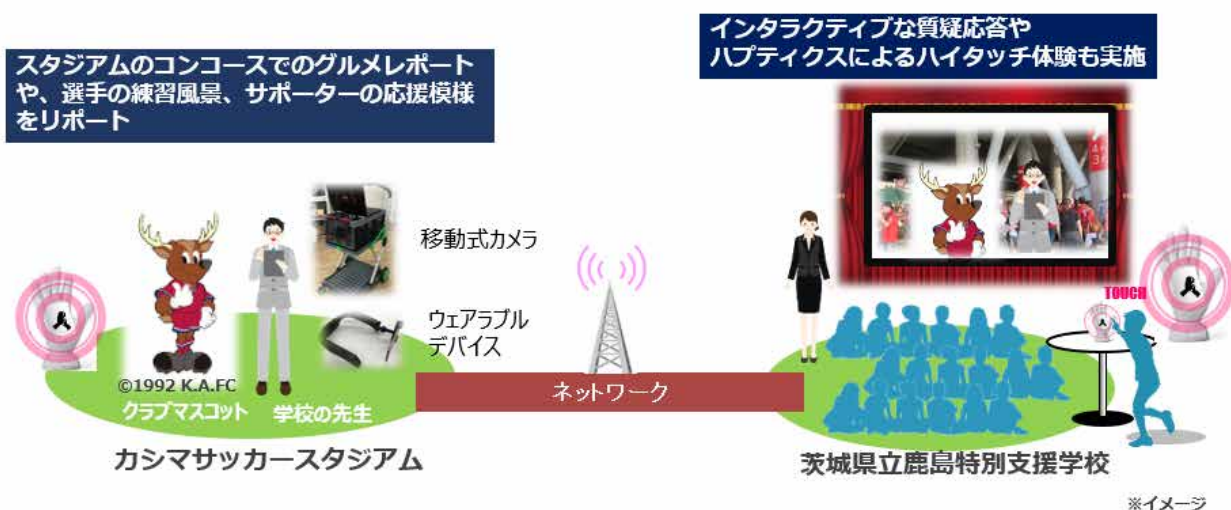 スタジアムのコンコースでのグルメレポート
や、選手の練習風景、サポーターの応援模様
をリポート
インタラクティブな質疑応答や
ハプティクスによるハイタッチ体験も実施
移動式カメラ
ウェアラブル
デバイス
©1992 K.A.FC
クラブマスコット
学校の先生
ネットワーク
TOUCH
カシマサッカースタジアム
茨城県立鹿島特別支援学校
※イメージ